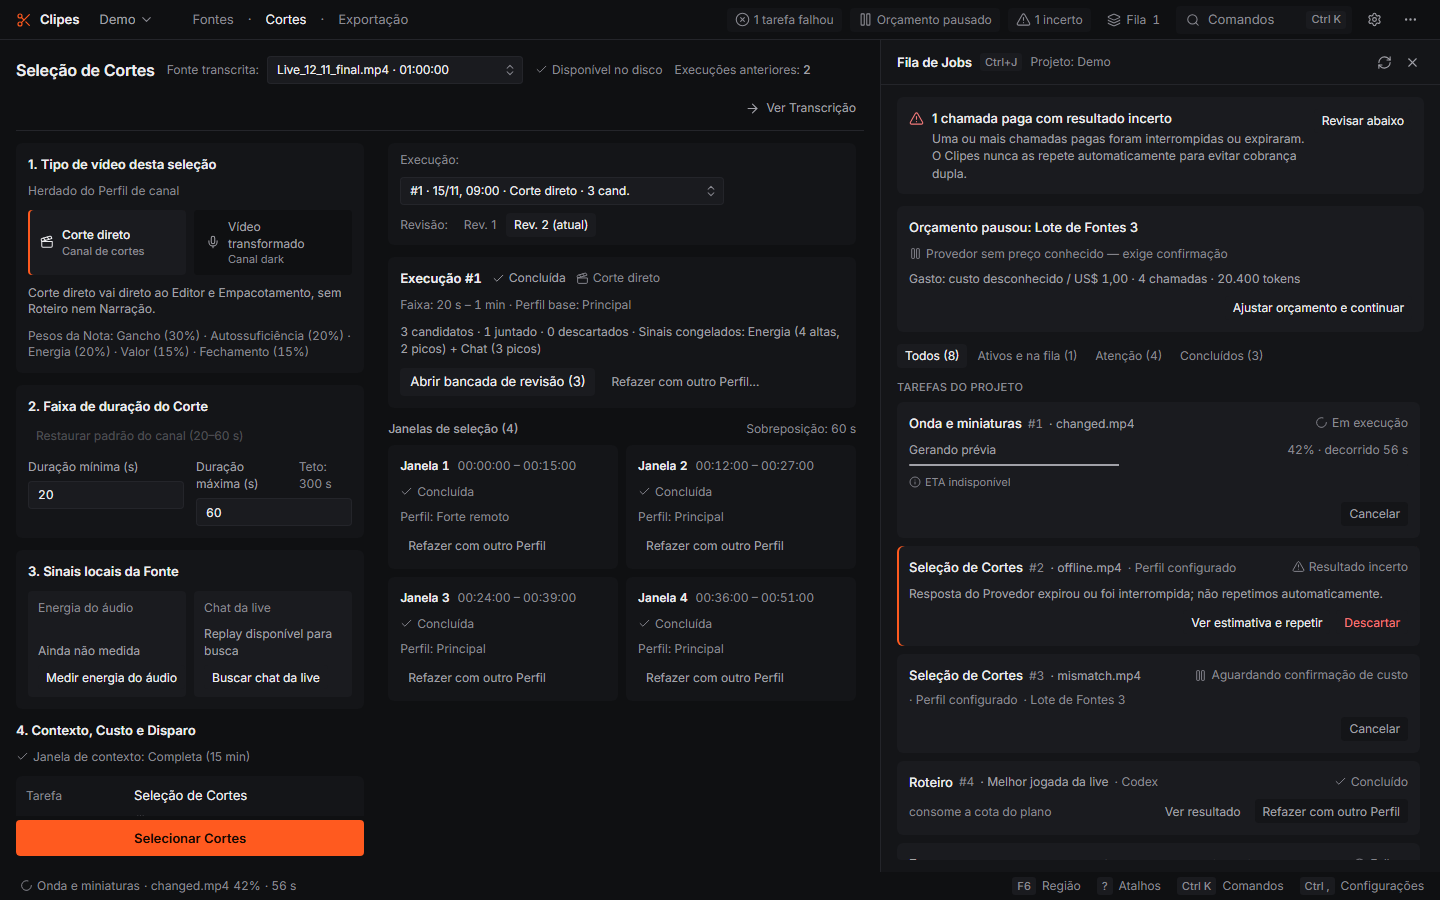 Clipes Demo Fontes · Cortes · Exportação 1 tarefa falhou Orçamento pausado 1 incerto Fila 1 Comandos Ctrl K
Seleção de Cortes Fonte transcrita: Live_12_11_final.mp4 · 01:00:00 Disponível no disco Execuções anteriores: 2
Ver Transcrição
1. Tipo de vídeo desta seleção
Herdado do Perfil de canal
Corte direto
Canal de cortes
Vídeo
transformado
Canal dark
Corte direto vai direto ao Editor e Empacotamento, sem
Roteiro nem Narração.
Pesos da Nota: Gancho (30%) · Autossuficiência (20%) ·
Energia (20%) · Valor (15%) · Fechamento (15%)
2. Faixa de duração do Corte
Restaurar padrão do canal (20–60 s)
Duração mínima (s)
20
Duração
máxima (s)
Teto:
300 s
60
3. Sinais locais da Fonte
Energia do áudio
Ainda não medida
Medir energia do áudio
Chat da live
Replay disponível para
busca
Buscar chat da live
4. Contexto, Custo e Disparo
Janela de contexto: Completa (15 min)
Tarefa Seleção de Cortes
Selecionar Cortes
Execução:
#1 · 15/11, 09:00 · Corte direto · 3 cand.
Revisão: Rev. 1 Rev. 2 (atual)
Execução #1 Concluída Corte direto
Faixa: 20 s – 1 min · Perfil base: Principal
3 candidatos · 1 juntado · 0 descartados · Sinais congelados: Energia (4 altas,
2 picos) + Chat (3 picos)
Abrir bancada de revisão (3) Refazer com outro Perfil...
Janelas de seleção (4) Sobreposição: 60 s
Janela 1 00:00:00 – 00:15:00
Concluída
Perfil: Forte remoto
Refazer com outro Perfil
Janela 2 00:12:00 – 00:27:00
Concluída
Perfil: Principal
Refazer com outro Perfil
Janela 3 00:24:00 – 00:39:00
Concluída
Perfil: Principal
Refazer com outro Perfil
Janela 4 00:36:00 – 00:51:00
Concluída
Perfil: Principal
Refazer com outro Perfil
Fila de Jobs Ctrl+J Projeto: Demo
1 chamada paga com resultado incerto
Uma ou mais chamadas pagas foram interrompidas ou expiraram.
O Clipes nunca as repete automaticamente para evitar cobrança
dupla.
Revisar abaixo
Orçamento pausou: Lote de Fontes 3
Provedor sem preço conhecido — exige confirmação
Gasto: custo desconhecido / US$ 1,00 · 4 chamadas · 20.400 tokens
Ajustar orçamento e continuar
Todos (8) Ativos e na fila (1) Atenção (4) Concluídos (3)
TAREFAS DO PROJETO
Onda e miniaturas #1 · changed.mp4 Em execução
Gerando prévia 42% · decorrido 56 s
ETA indisponível
Cancelar
Seleção de Cortes #2 · offline.mp4 · Perfil configurado Resultado incerto
Resposta do Provedor expirou ou foi interrompida; não repetimos automaticamente.
Ver estimativa e repetir Descartar
Seleção de Cortes #3 · mismatch.mp4 Aguardando confirmação de custo
· Perfil configurado · Lote de Fontes 3
Cancelar
Roteiro #4 · Melhor jogada da live · Codex Concluído
consome a cota do plano Ver resultado Refazer com outro Perfil
Onda e miniaturas · changed.mp4 42% · 56 s F6 Região ? Atalhos Ctrl K Comandos Ctrl , Configurações